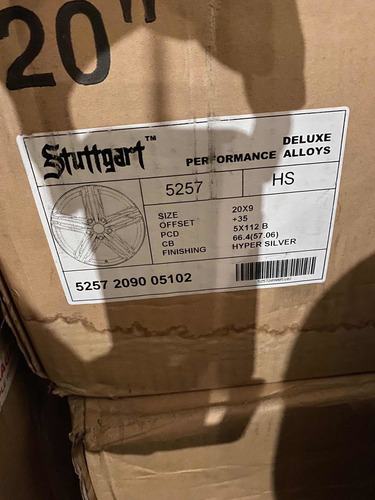 20"
Stuttgart™
DELUXE
PERFORMANCE ALLOYS
5257
HS
SIZE 20X9
OFFSET +35
PCD 5X112 B
CB 66.4(57.06)
FINISHING HYPER SILVER
5257 2090 05102